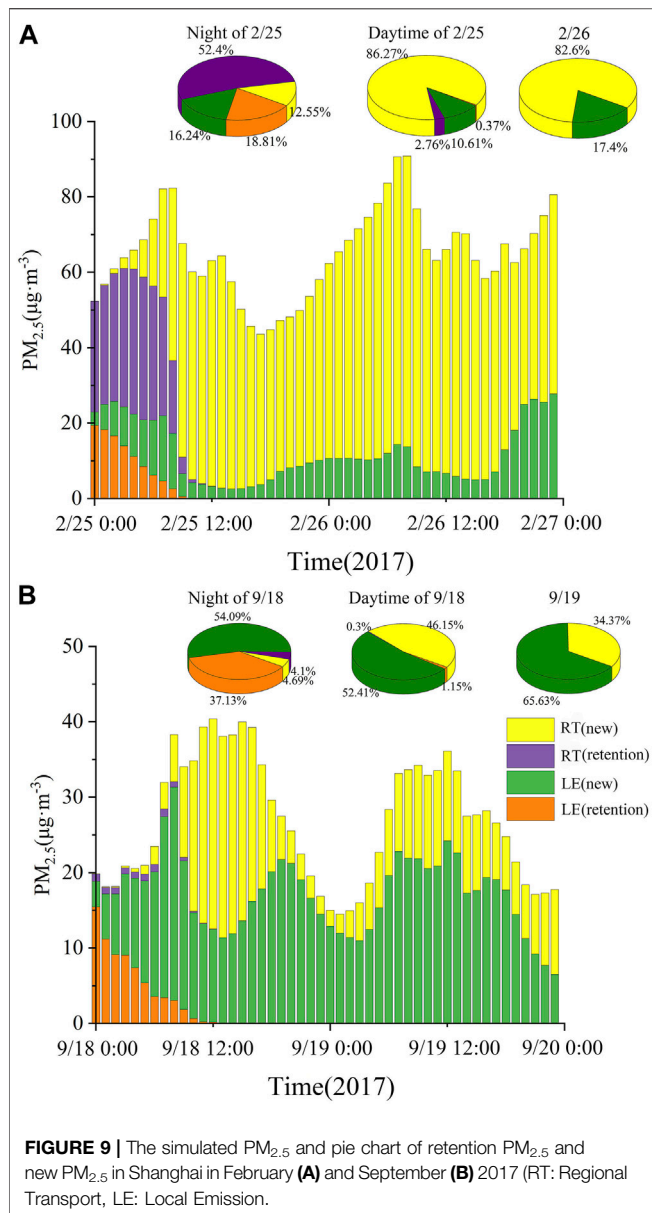 A
Night of 2/25
Daytime of 2/25
2/26
52.4%
86.27%
82.6%
12.55%
0.37%
16.24%
18.81%
2.76%
10.61%
17.4%
100
80
60
40
20
0
PM2.5(μg·m-3)
2/25 0:00
2/25 12:00
2/26 0:00
2/26 12:00
2/27 0:00
Time(2017)
B
Night of 9/18
Daytime of 9/18
9/19
54.09%
0.3%
46.15%
34.37%
4.1%
4.69%
37.13%
52.41%
1.15%
65.63%
50
40
30
20
10
0
PM2.5(μg·m-3)
RT(new)
RT(retention)
LE(new)
LE(retention)
9/18 0:00
9/18 12:00
9/19 0:00
9/19 12:00
9/20 0:00
Time(2017)
FIGURE 9 | The simulated PM2.5 and pie chart of retention PM2.5 and
new PM2.5 in Shanghai in February (A) and September (B) 2017 (RT: Regional
Transport, LE: Local Emission.